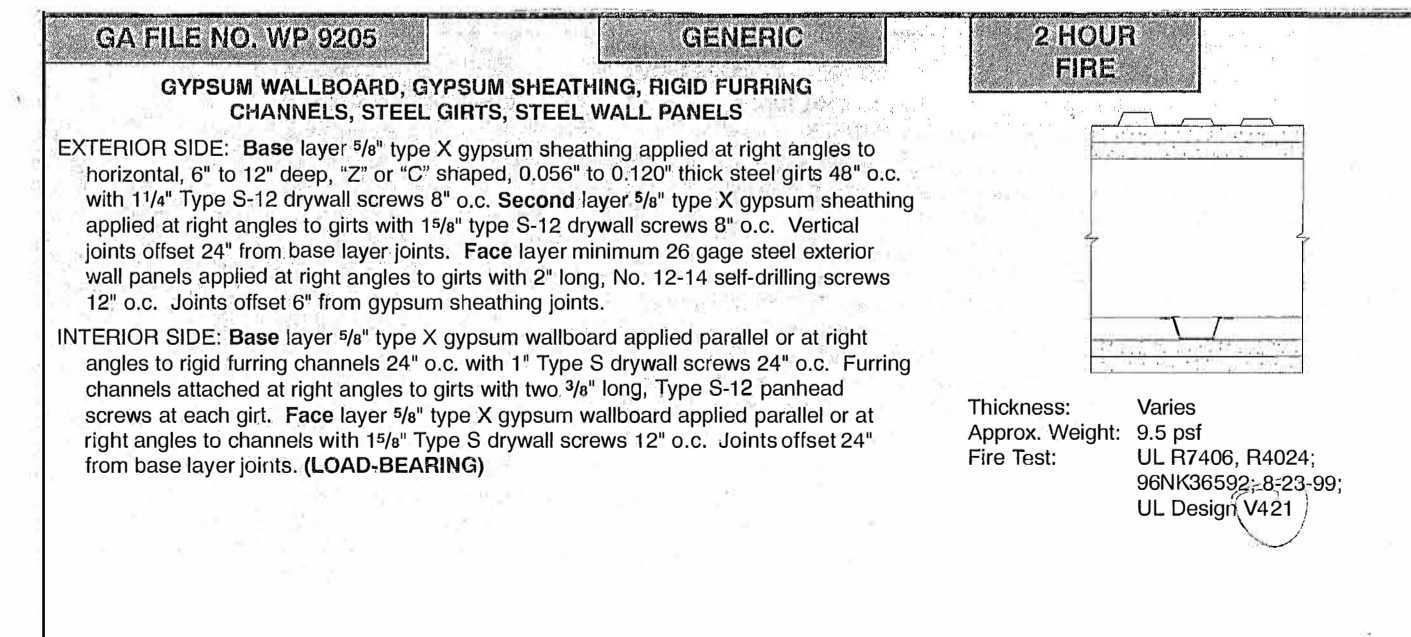 GA FILE NO. WP 9205
GENERIC
2 HOUR
FIRE
GYPSUM WALLBOARD, GYPSUM SHEATHING, RIGID FURRING
CHANNELS, STEEL GIRTS, STEEL WALL PANELS
EXTERIOR SIDE: Base layer 5/8" type X gypsum sheathing applied at right angles to
horizontal, 6" to 12" deep, "Z" or "C" shaped, 0.056" to 0.120" thick steel girts 48" o.c.
with 11/4" Type S-12 drywall screws 8" o.c. Second layer 5/8" type X gypsum sheathing
applied at right angles to girts with 15/8" type S-12 drywall screws 8" o.c. Vertical
joints offset 24" from base layer joints. Face layer minimum 26 gage steel exterior
wall panels applied at right angles to girts with 2" long, No. 12-14 self-drilling screws
12" o.c. Joints offset 6" from gypsum sheathing joints.
INTERIOR SIDE: Base layer 5/8" type X gypsum wallboard applied parallel or at right
angles to rigid furring channels 24" o.c. with 1" Type S drywall screws 24" o.c. Furring
channels attached at right angles to girts with two 3/8" long, Type S-12 panhead
screws at each girt. Face layer 5/8" type X gypsum wallboard applied parallel or at
right angles to channels with 15/8" Type S drywall screws 12" o.c. Joints offset 24"
from base layer joints. (LOAD-BEARING)
Thickness: Varies
Approx. Weight: 9.5 psf
Fire Test: UL R7406, R4024;
96NK36592; 8-23-99;
UL Design V421